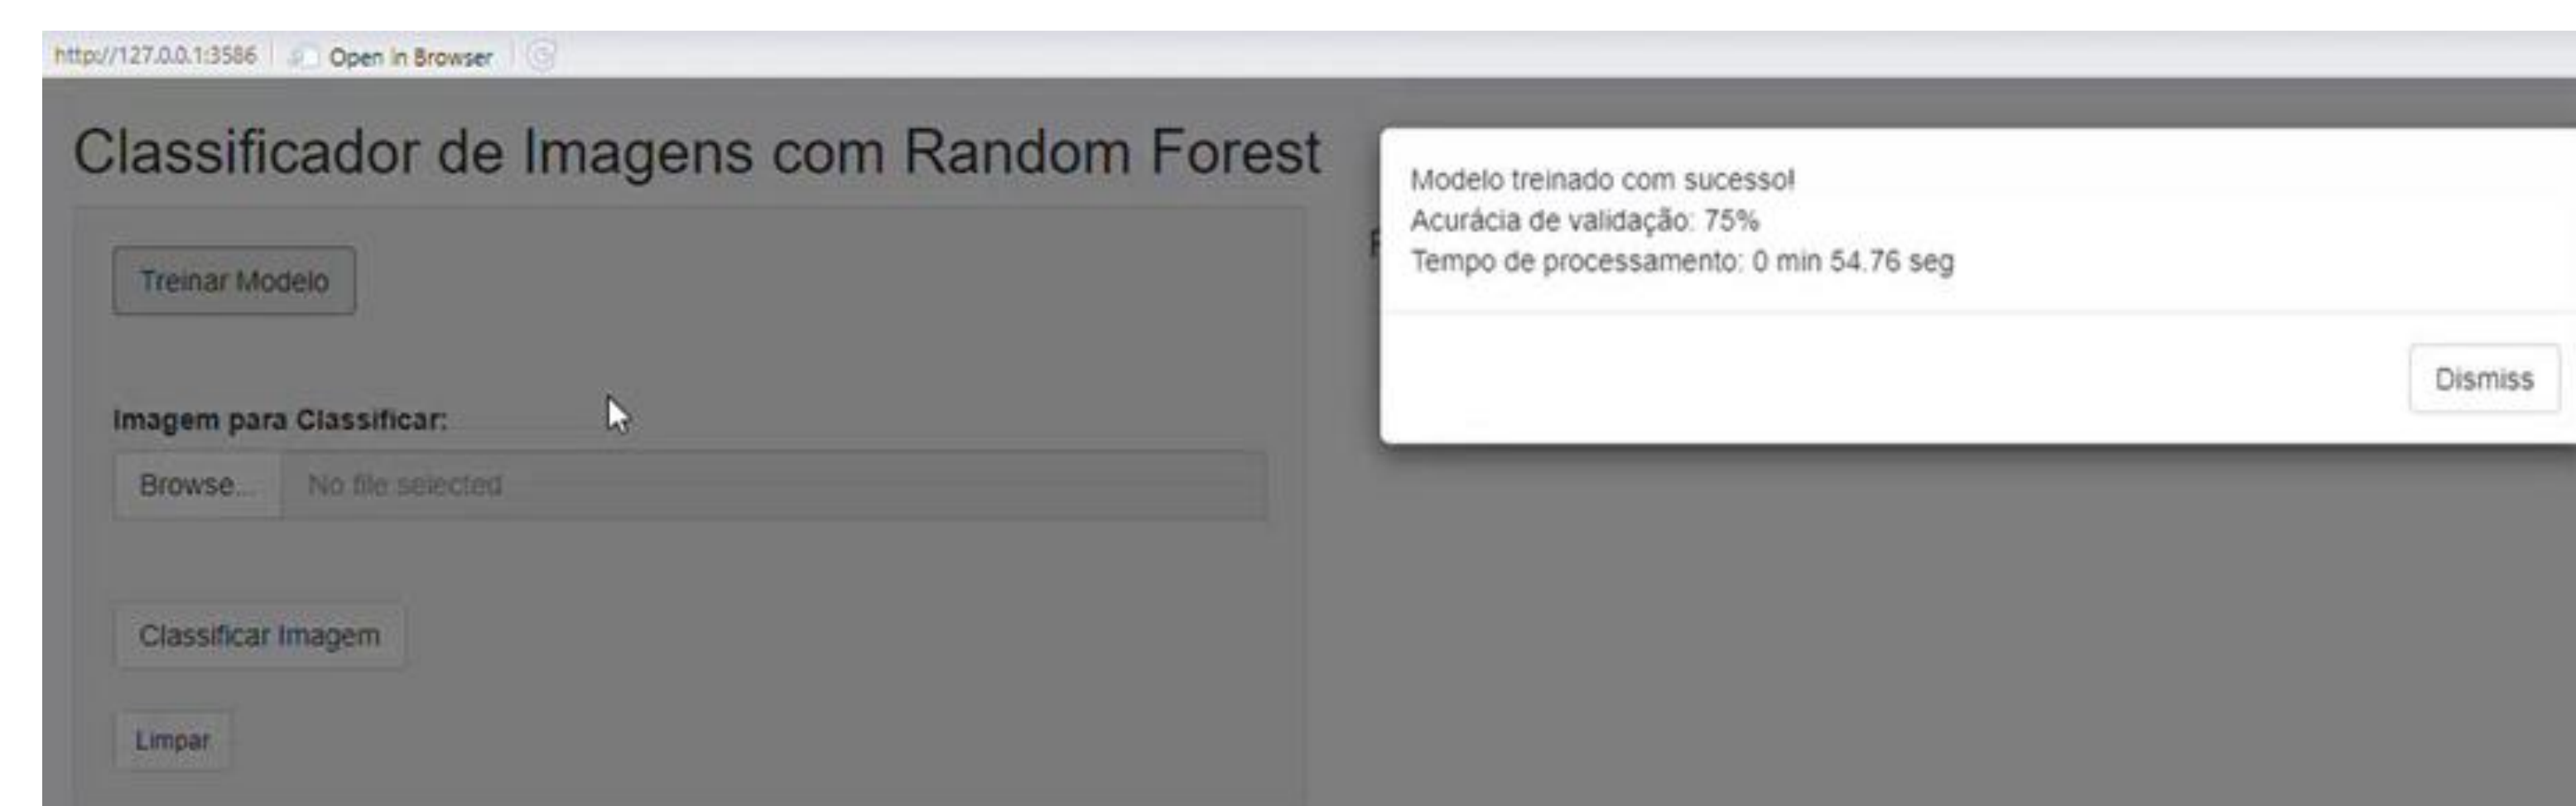 http://127.0.0.1:3586 Open in Browser
Classificador de Imagens com Random Forest
Treinar Modelo
Imagem para Classificar:
Browse... No file selected
Classificar Imagem
Limpar
Modelo treinado com sucesso!
Acurácia de validação: 75%
Tempo de processamento: 0 min 54.76 seg
Dismiss